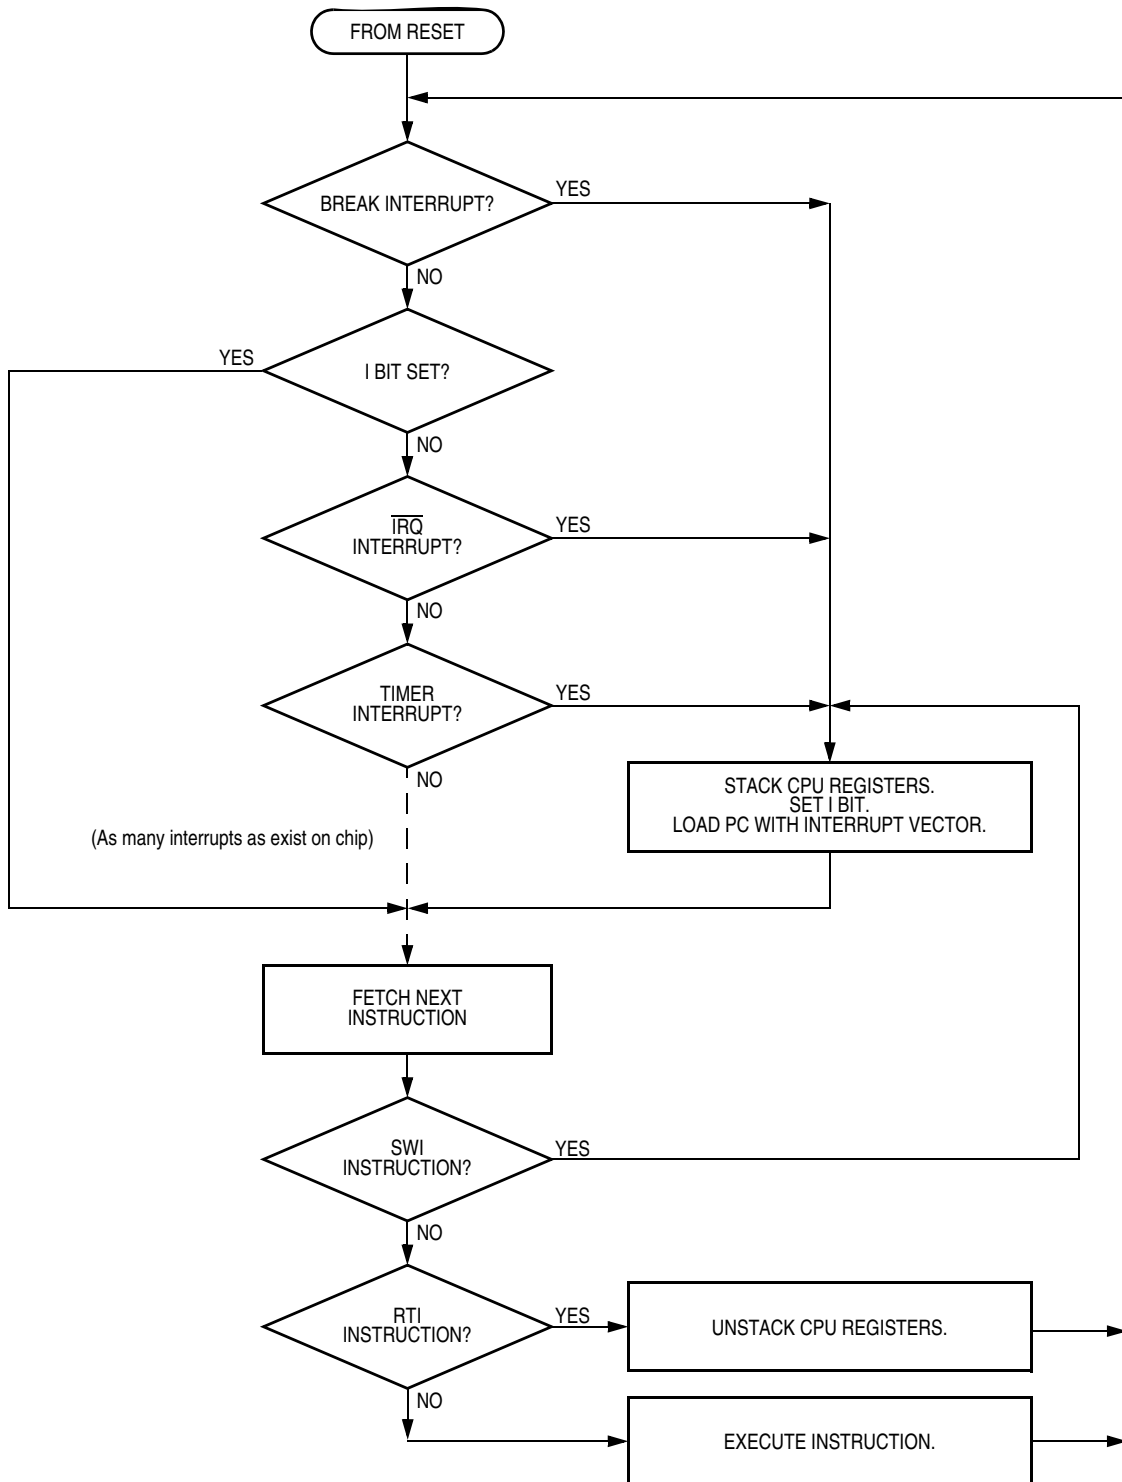 FROM RESET
BREAK INTERRUPT?
YES
NO
YES
I BIT SET?
NO
IRQ
INTERRUPT?
YES
NO
TIMER
INTERRUPT?
YES
NO
STACK CPU REGISTERS.
SET I BIT.
LOAD PC WITH INTERRUPT VECTOR.
(As many interrupts as exist on chip)
FETCH NEXT
INSTRUCTION
SWI
INSTRUCTION?
YES
NO
RTI
INSTRUCTION?
YES
UNSTACK CPU REGISTERS.
NO
EXECUTE INSTRUCTION.